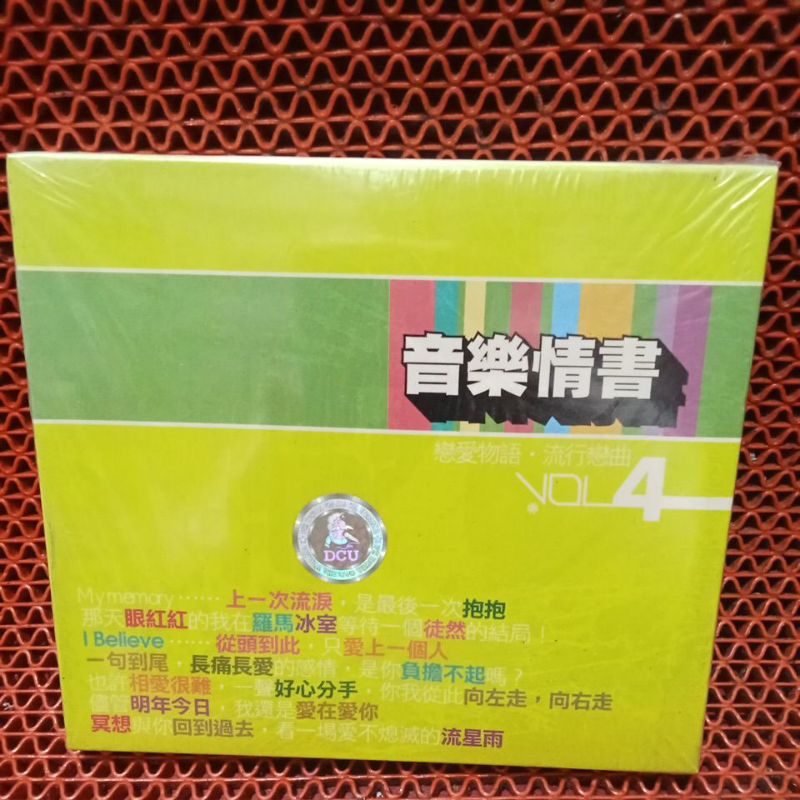 音樂情書
戀愛物語・流行戀曲
VOL 4
DCU
My memory⋯⋯上一次流淚，是最後一次抱抱
那天眼紅紅的我在羅馬冰室等待一個徒然的結局！
I Believe⋯⋯從頭到此，只愛上一個人
一句到尾，長痛長愛的感情，是你負擔不起嗎？
也許相愛很難，一聲好心分手，你我從此向左走，向右走
儘管明年今日，我還是愛在愛你
冥想與你回到過去，看一場愛不熄滅的流星雨